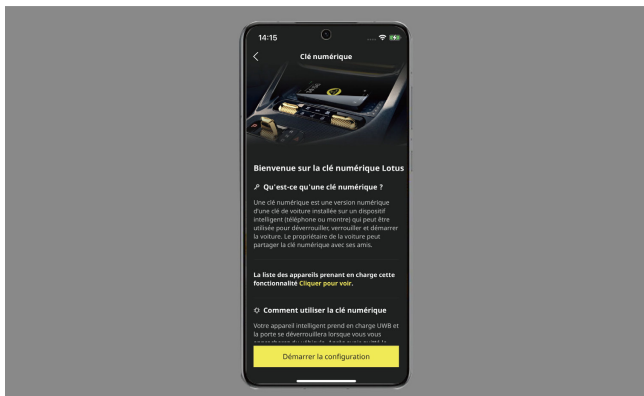 14:15
Clé numérique
Bienvenue sur la clé numérique Lotus
Qu'est-ce qu'une clé numérique ?
Une clé numérique est une version numérique
d'une clé de voiture installée sur un dispositif
intelligent (téléphone ou montre) qui peut être
utilisée pour déverrouiller, verrouiller et démarrer
la voiture. Le propriétaire de la voiture peut
partager la clé numérique avec ses amis.
La liste des appareils prenant en charge cette
fonctionnalité Cliquer pour voir.
Comment utiliser la clé numérique
Votre appareil intelligent prend en charge UWB et
la porte se déverrouillera lorsque vous vous
Démarrer la configuration